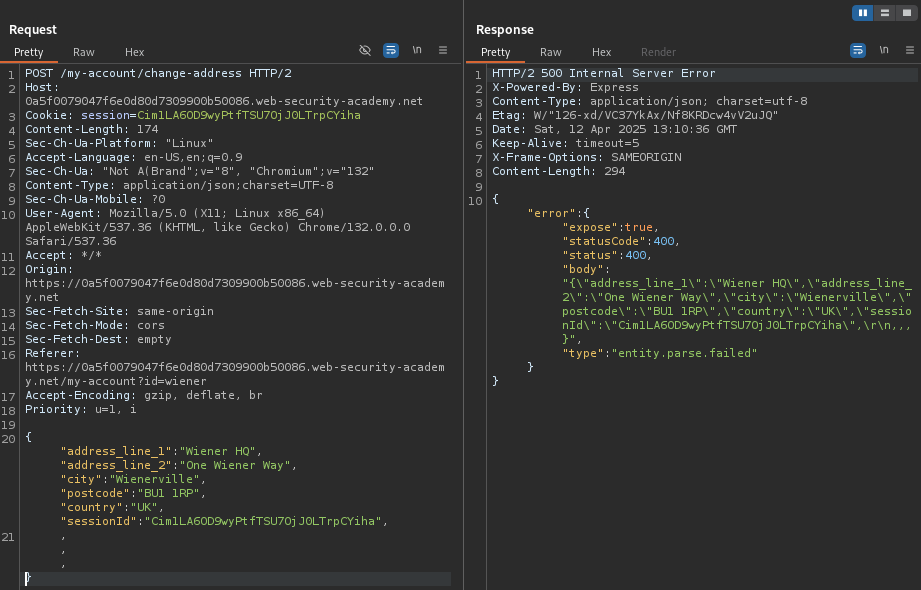 Request
Pretty Raw Hex \n
1 POST /my-account/change-address HTTP/2
2 Host:
0a5f0079047f6e0d80d7309900b50086.web-security-academy.net
3 Cookie: session=Cim1LA6OD9wyPtfTSU7OjJ0LTrpCYiha
4 Content-Length: 174
5 Sec-Ch-Ua-Platform: "Linux"
6 Accept-Language: en-US,en;q=0.9
7 Sec-Ch-Ua: "Not A(Brand";v="8", "Chromium";v="132"
8 Content-Type: application/json;charset=UTF-8
9 Sec-Ch-Ua-Mobile: ?0
10 User-Agent: Mozilla/5.0 (X11; Linux x86_64)
AppleWebKit/537.36 (KHTML, like Gecko) Chrome/132.0.0.0
Safari/537.36
11 Accept: */*
12 Origin:
https://0a5f0079047f6e0d80d7309900b50086.web-security-academ
y.net
13 Sec-Fetch-Site: same-origin
14 Sec-Fetch-Mode: cors
15 Sec-Fetch-Dest: empty
16 Referer:
https://0a5f0079047f6e0d80d7309900b50086.web-security-academ
y.net/my-account?id=wiener
17 Accept-Encoding: gzip, deflate, br
18 Priority: u=1, i
19
20 {
"address_line_1":"Wiener HQ",
"address_line_2":"One Wiener Way",
"city":"Wienerville",
"postcode":"BU1 1RP",
"country":"UK",
"sessionId":"Cim1LA6OD9wyPtfTSU7OjJ0LTrpCYiha",
21 ,
,
,
}
Response
Pretty Raw Hex Render \n
1 HTTP/2 500 Internal Server Error
2 X-Powered-By: Express
3 Content-Type: application/json; charset=utf-8
4 Etag: W/"126-xd/VC37YkAx/Nf8KRDcw4vV2uJQ"
5 Date: Sat, 12 Apr 2025 13:10:36 GMT
6 Keep-Alive: timeout=5
7 X-Frame-Options: SAMEORIGIN
8 Content-Length: 294
9
10 {
"error":{
"expose":true,
"statusCode":400,
"status":400,
"body":
"{\"address_line_1\":\"Wiener HQ\",\"address_line_
2\":\"One Wiener Way\",\"city\":\"Wienerville\",\"
postcode\":\"BU1 1RP\",\"country\":\"UK\",\"sessio
nId\":\"Cim1LA6OD9wyPtfTSU7OjJ0LTrpCYiha\",\r\n,,,
}",
"type":"entity.parse.failed"
}
}